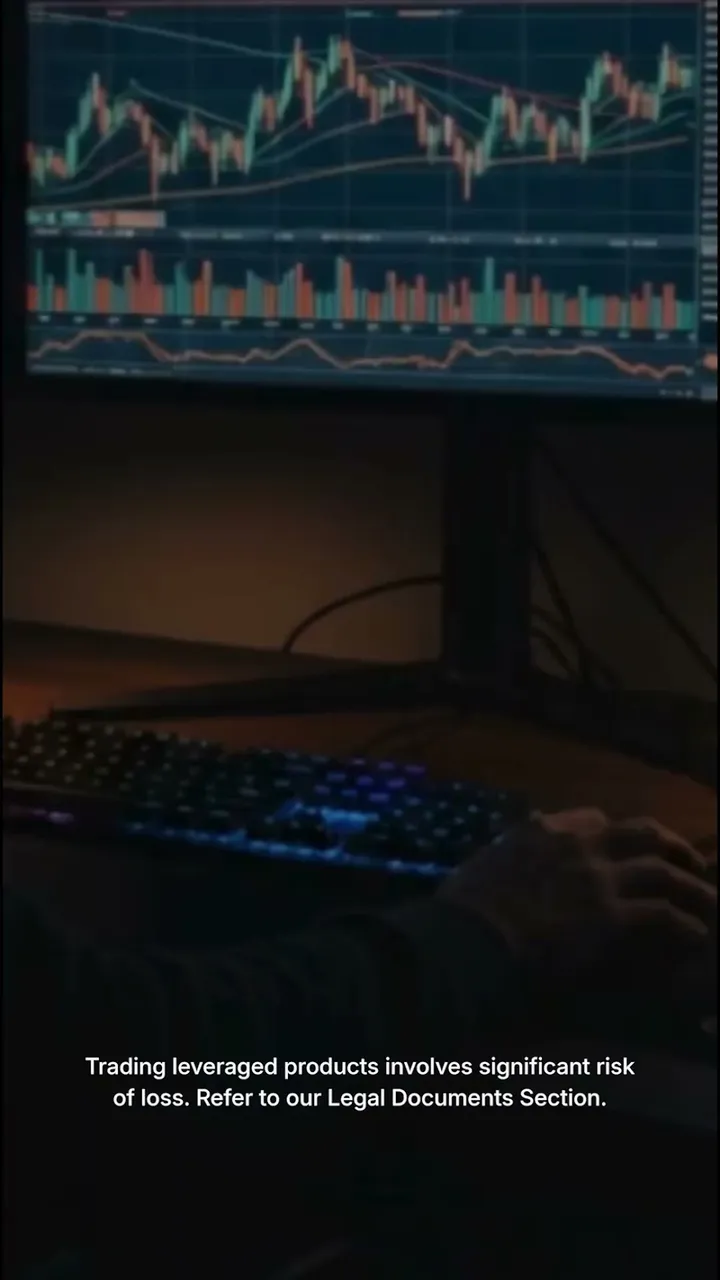 Trading leveraged products involves significant risk
of loss. Refer to our Legal Documents Section.